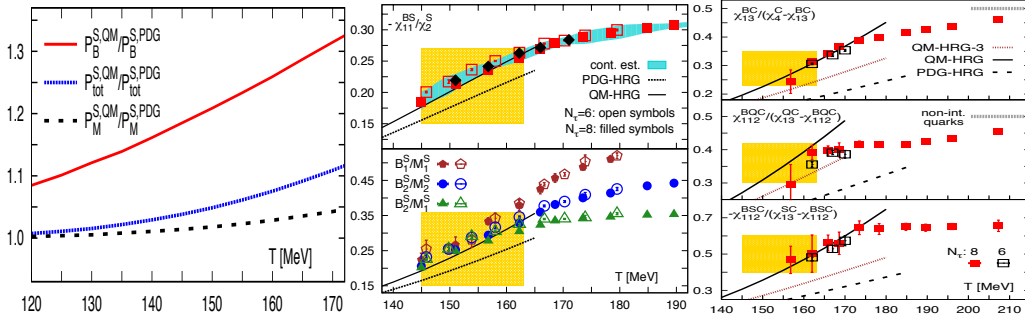 1.3
1.2
1.1
1.0
P_B^{S,QM}/P_B^{S,PDG}
P_tot^{S,QM}/P_tot^{S,PDG}
P_M^{S,QM}/P_M^{S,PDG}
T [MeV]
120 130 140 150 160 170
- χ_11^{BS}/χ_2^S
0.30
0.25
0.20
0.15
cont. est.
PDG-HRG
QM-HRG
N_τ=6: open symbols
N_τ=8: filled symbols
B_1^S/M_1^S
B_2^S/M_2^S
B_2^S/M_1^S
0.45
0.35
0.25
0.15
T [MeV]
140 150 160 170 180 190
χ_13^{BC}/(χ_4^C-χ_13^{BC})
0.5
0.4
0.3
QM-HRG-3
QM-HRG
PDG-HRG
χ_112^{BQC}/(χ_13^{QC}-χ_112^{BQC})
non-int.
quarks
0.5
0.4
0.3
-χ_112^{BSC}/(χ_13^{SC}-χ_112^{BSC})
0.7
0.5
0.3
N_τ: 8 6
T [MeV]
140 150 160 170 180 190 200 210